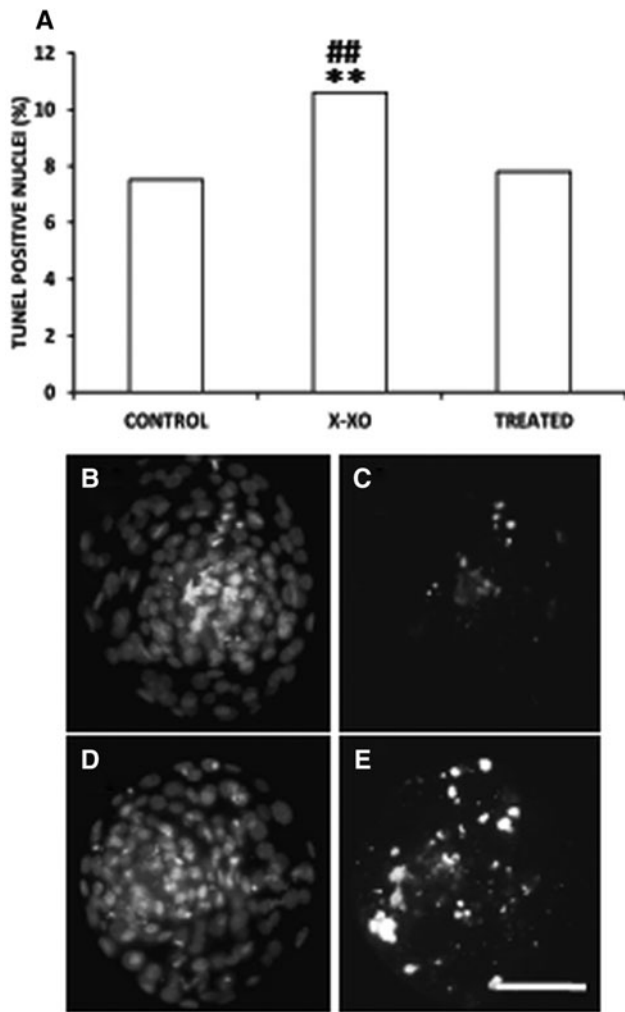 A
12
##
**
10
8
6
4
2
0
TUNEL POSITIVE NUCLEI (%)
CONTROL X-XO TREATED
B C
D E